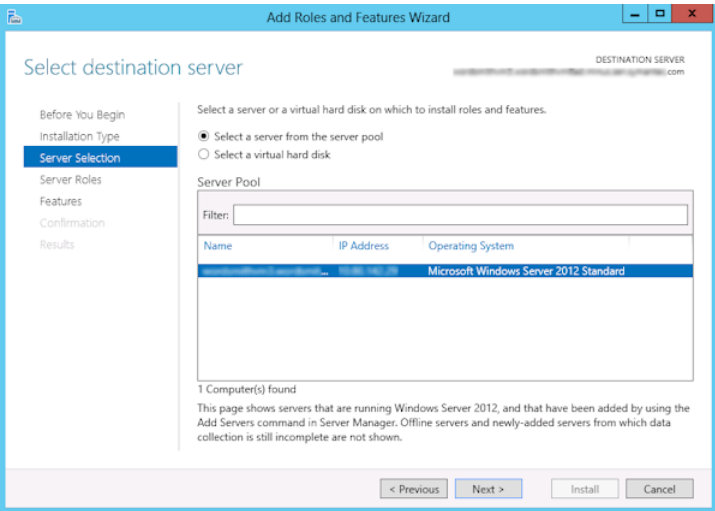 Add Roles and Features Wizard
Select destination server
DESTINATION SERVER
.com
Before You Begin
Installation Type
Server Selection
Server Roles
Features
Confirmation
Results
Select a server or a virtual hard disk on which to install roles and features.
Select a server from the server pool
Select a virtual hard disk
Server Pool
Filter:
Name IP Address Operating System
... Microsoft Windows Server 2012 Standard
1 Computer(s) found
This page shows servers that are running Windows Server 2012, and that have been added by using the
Add Servers command in Server Manager. Offline servers and newly-added servers from which data
collection is still incomplete are not shown.
< Previous Next > Install Cancel